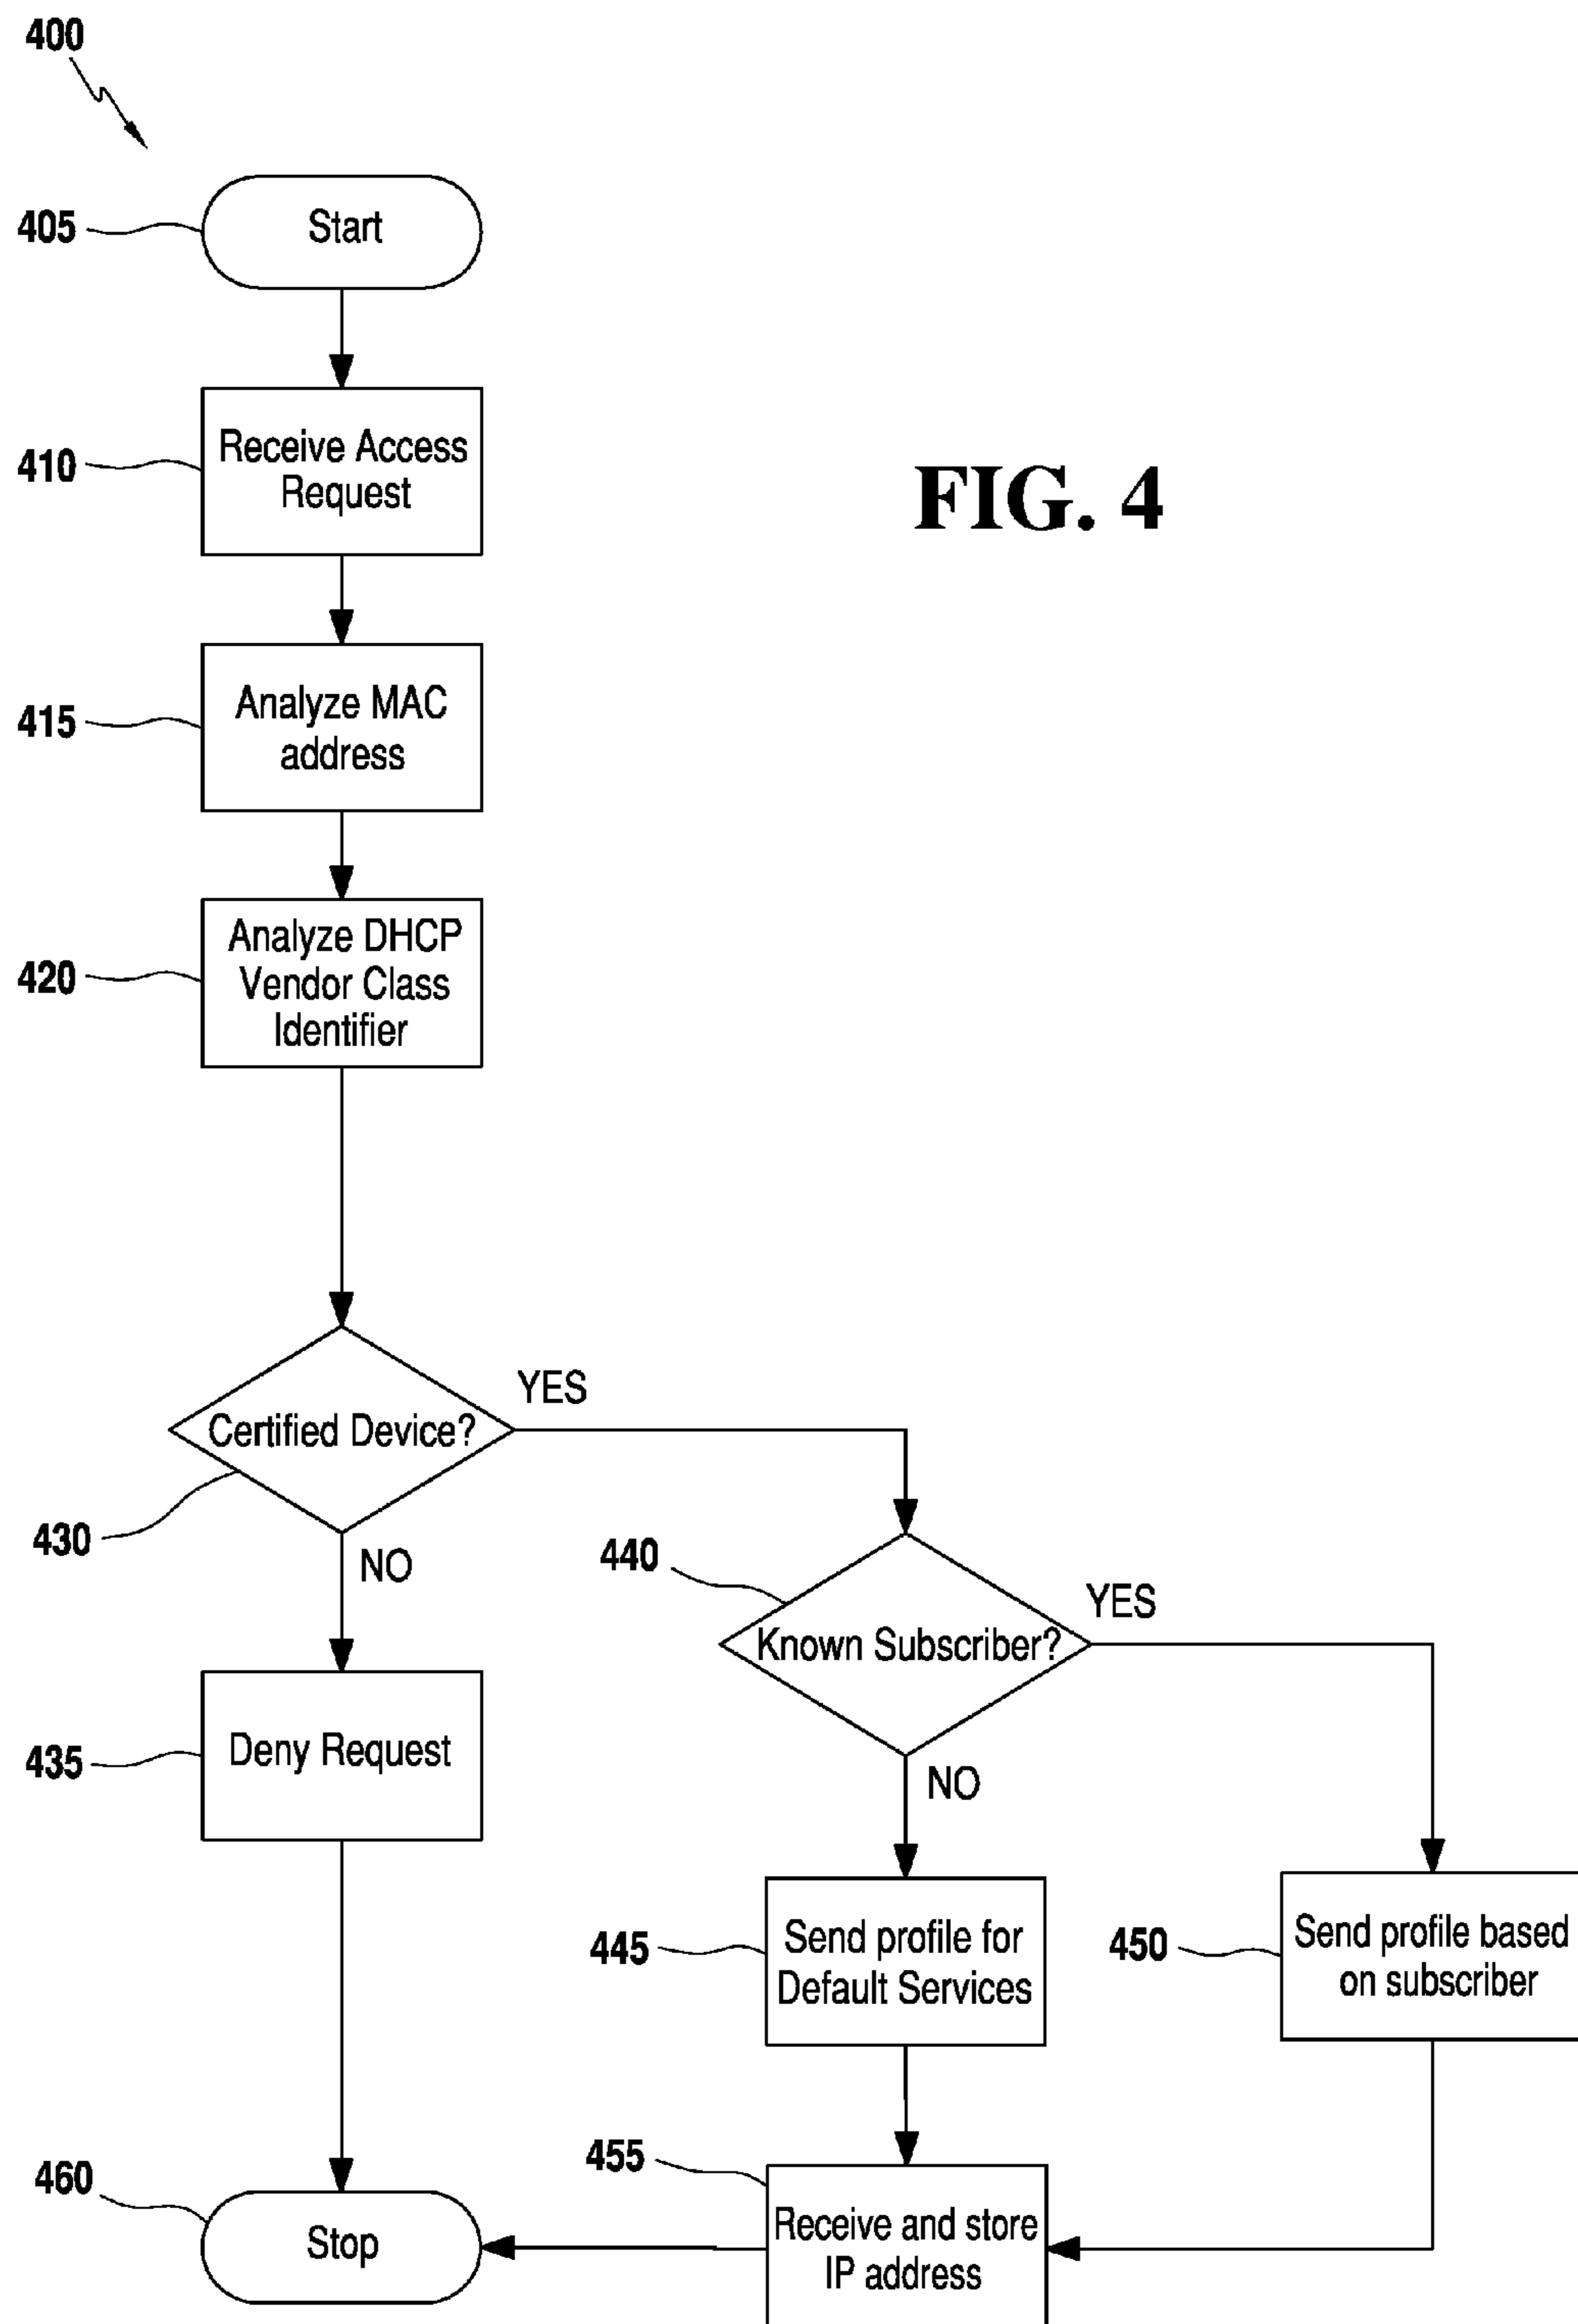 400
405
Start
410
Receive Access
Request
FIG. 4
415
Analyze MAC
address
420
Analyze DHCP
Vendor Class
Identifier
Certified Device?
YES
430
NO
440
Known Subscriber?
YES
NO
435
Deny Request
445
Send profile for
Default Services
450
Send profile based
on subscriber
455
Receive and store
IP address
460
Stop